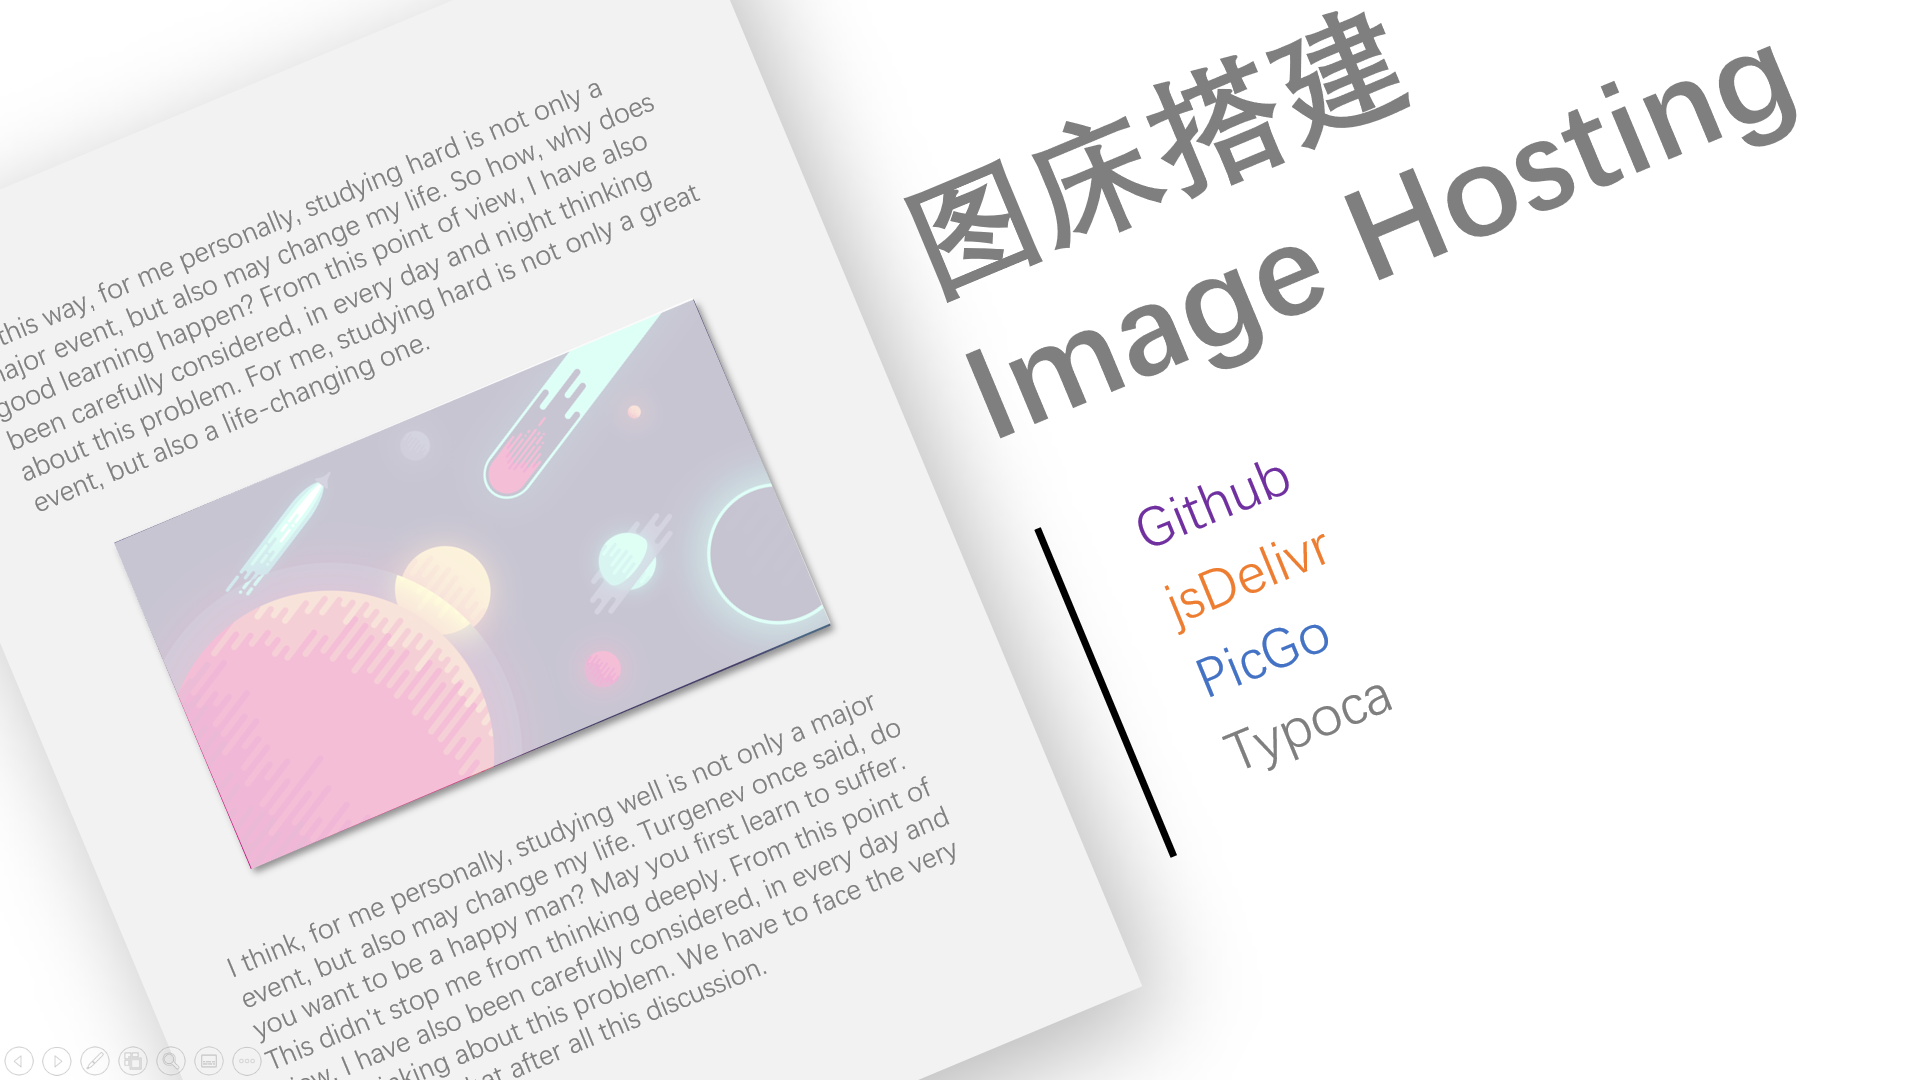 this way, for me personally, studying hard is not only a
major event, but also may change my life. So how, why does
good learning happen? From this point of view, I have also
been carefully considered, in every day and night thinking
about this problem. For me, studying hard is not only a great
event, but also a life-changing one.
I think, for me personally, studying well is not only a major
event, but also may change my life. Turgenev once said, do
you want to be a happy man? May you first learn to suffer.
This didn't stop me from thinking deeply. From this point of
I have also been carefully considered, in every day and
about this problem. We have to face the very
after all this discussion.
图床搭建
Image Hosting
Github
jsDelivr
PicGo
Typoca